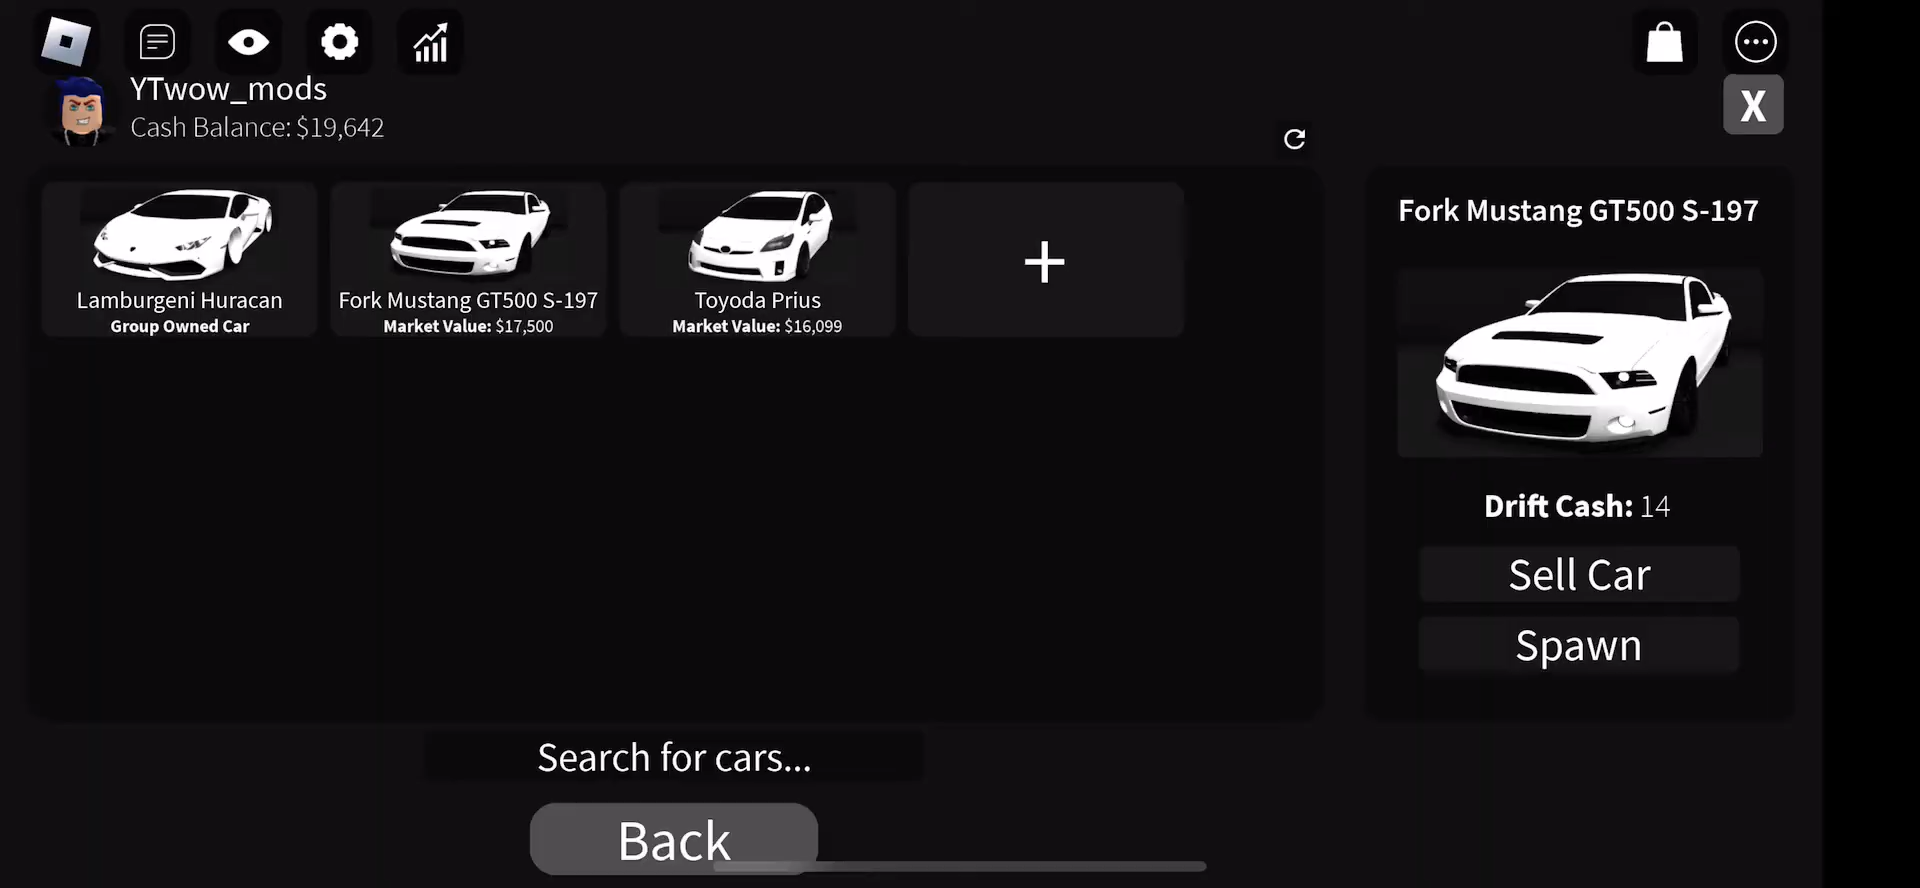 YTwow_mods
Cash Balance: $19,642
X
Lamburgeni Huracan
Group Owned Car
Fork Mustang GT500 S-197
Market Value: $17,500
Toyoda Prius
Market Value: $16,099
+
Fork Mustang GT500 S-197
Drift Cash: 14
Sell Car
Spawn
Search for cars...
Back